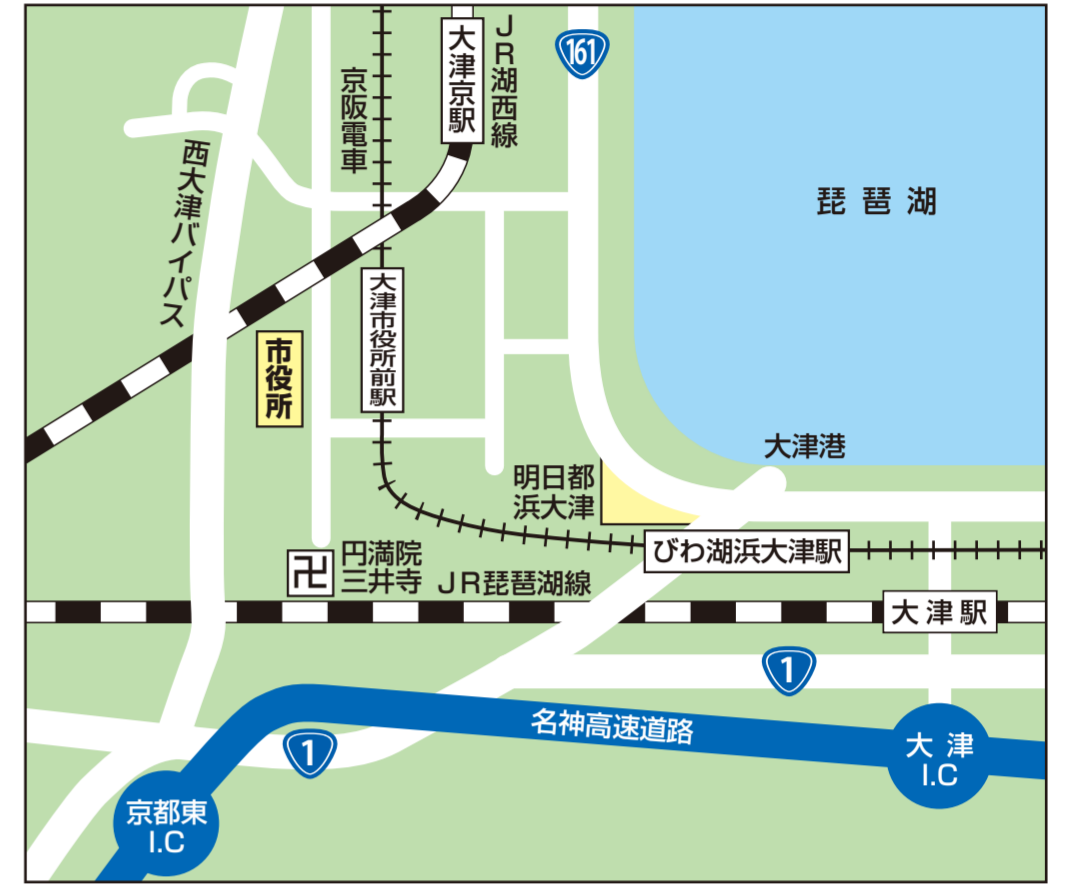 大津京駅
JR湖西線
161
京阪電車
西大津バイパス
琵琶湖
大津市役所前駅
市役所
大津港
明日都
浜大津
びわ湖浜大津駅
卍
円満院
三井寺
JR琵琶湖線
大津駅
1
名神高速道路
1
大津
I.C
京都東
I.C